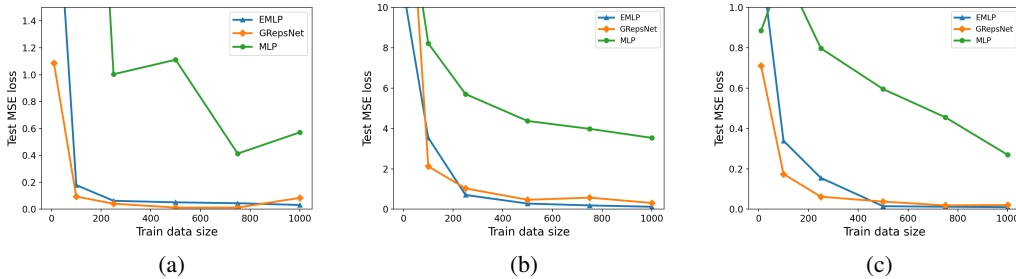 1.4
1.2
1.0
0.8
0.6
0.4
0.2
0.0
Test MSE loss
EMLP
GRepsNet
MLP
0 200 400 600 800 1000
Train data size
(a)
10
8
6
4
2
0
Test MSE loss
EMLP
GRepsNet
MLP
0 200 400 600 800 1000
Train data size
(b)
1.0
0.8
0.6
0.4
0.2
0.0
Test MSE loss
EMLP
GRepsNet
MLP
0 200 400 600 800 1000
Train data size
(c)